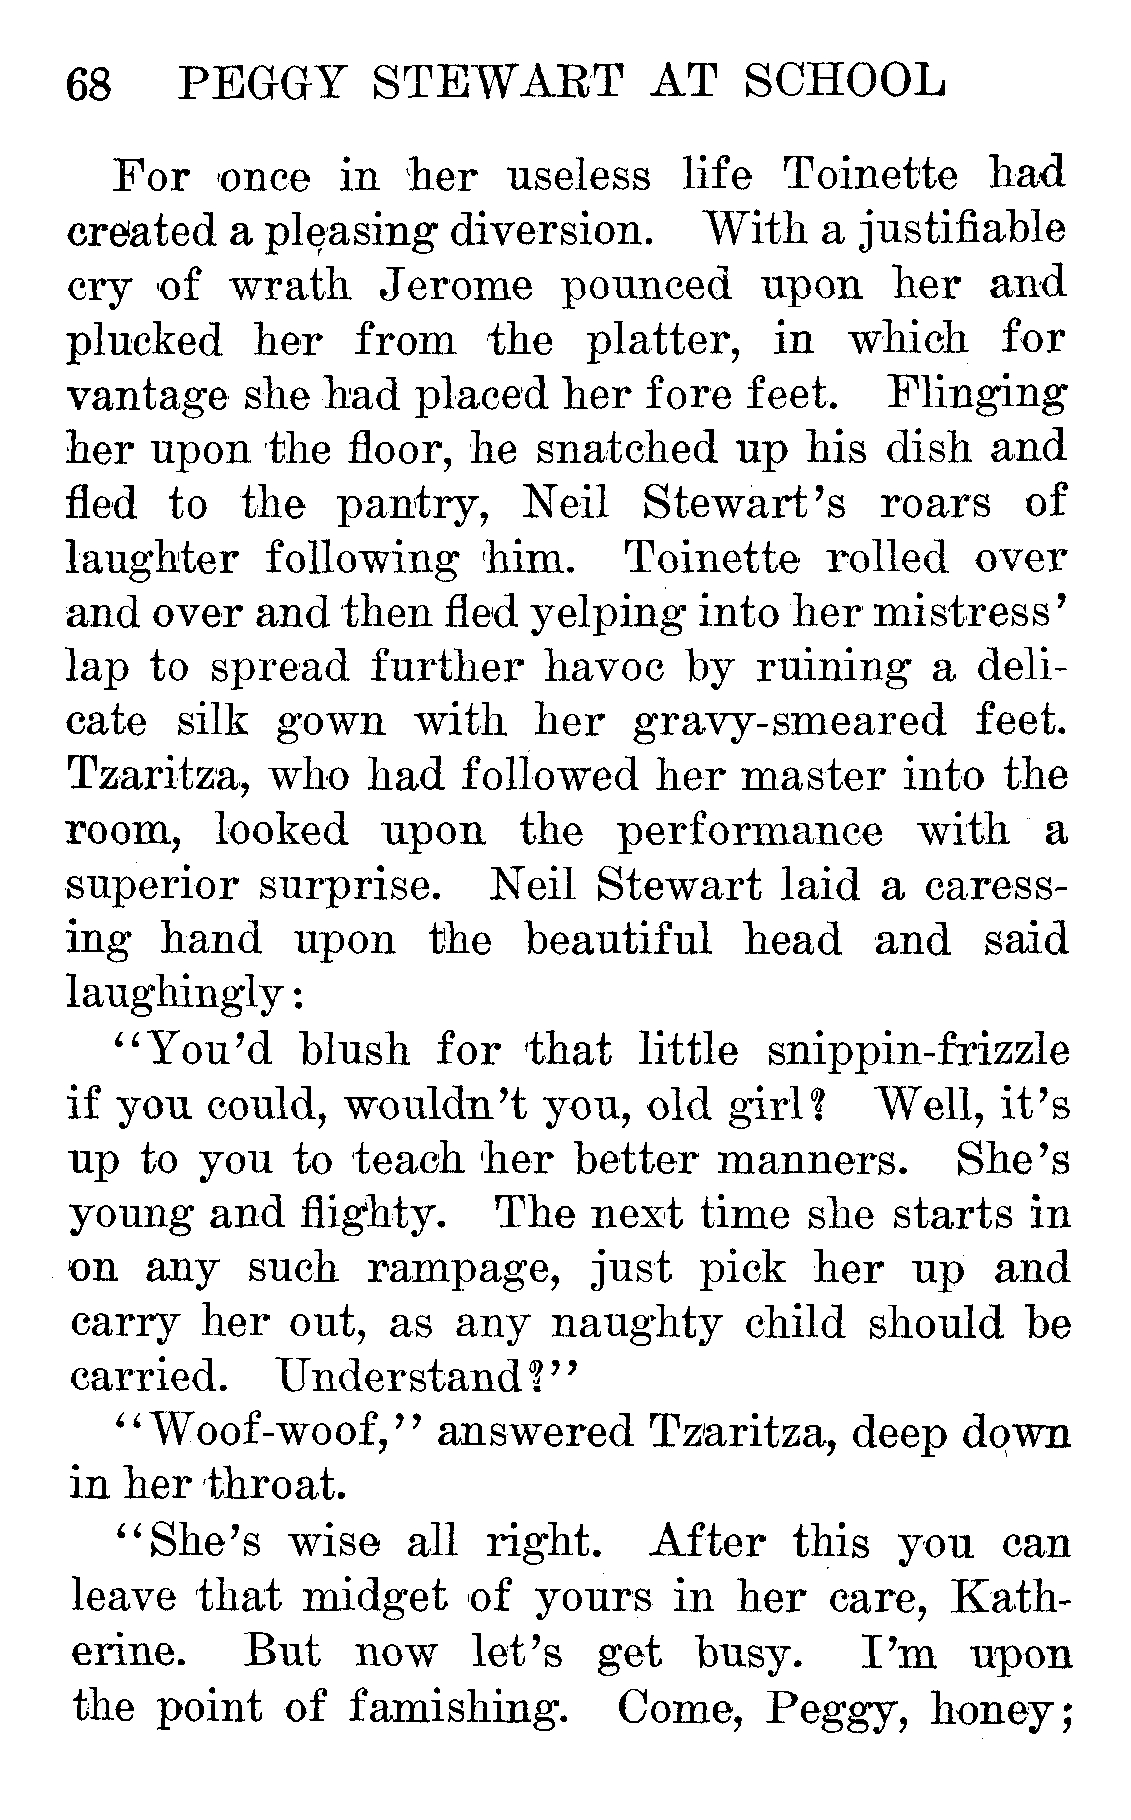 68 PEGGY STEWART AT SCHOOL
For once in her useless life Toinette had
created a pleasing diversion. With a justifiable
cry of wrath Jerome pounced upon her and
plucked her from the platter, in which for
vantage she had placed her fore feet. Flinging
her upon the floor, he snatched up his dish and
fled to the pantry, Neil Stewart's roars of
laughter following him. Toinette rolled over
and over and then fled yelping into her mistress'
lap to spread further havoc by ruining a deli-
cate silk gown with her gravy-smeared feet.
Tzaritza, who had followed her master into the
room, looked upon the performance with a
superior surprise. Neil Stewart laid a caress-
ing hand upon the beautiful head and said
laughingly:
"You'd blush for that little snippin-frizzle
if you could, wouldn't you, old girl? Well, it's
up to you to teach her better manners. She's
young and flighty. The next time she starts in
on any such rampage, just pick her up and
carry her out, as any naughty child should be
carried. Understand?"
"Woof-woof," answered Tzaritza, deep down
in her throat.
"She's wise all right. After this you can
leave that midget of yours in her care, Kath-
erine. But now let's get busy. I'm upon
the point of famishing. Come, Peggy, honey;